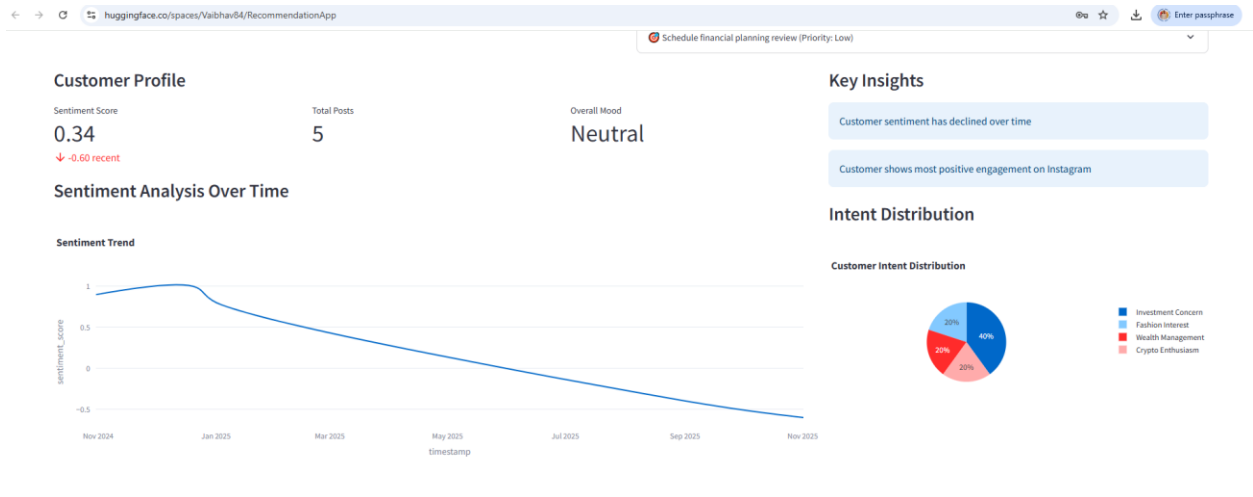 huggingface.co/spaces/Vaibhav84/RecommendationApp
Enter passphrase
Schedule financial planning review (Priority: Low)
Customer Profile
Sentiment Score
0.34
-0.60 recent
Total Posts
5
Overall Mood
Neutral
Sentiment Analysis Over Time
Sentiment Trend
1
0.5
0
−0.5
sentiment_score
Nov 2024
Jan 2025
Mar 2025
May 2025
Jul 2025
Sep 2025
Nov 2025
timestamp
Key Insights
Customer sentiment has declined over time
Customer shows most positive engagement on Instagram
Intent Distribution
Customer Intent Distribution
40%
20%
20%
20%
Investment Concern
Fashion Interest
Wealth Management
Crypto Enthusiasm